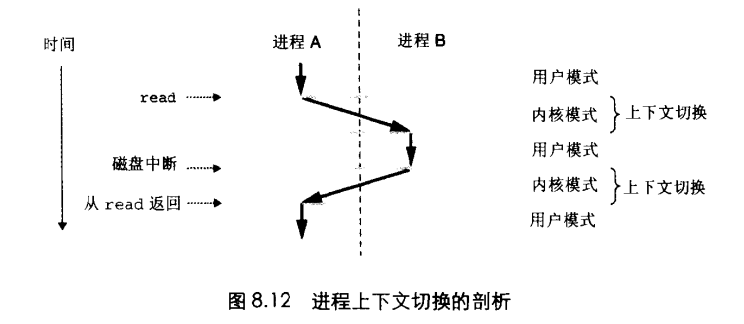 时间
进程 A
进程 B
用户模式
read
内核模式
上下文切换
用户模式
磁盘中断
内核模式
上下文切换
从 read 返回
用户模式
图 8.12 进程上下文切换的剖析